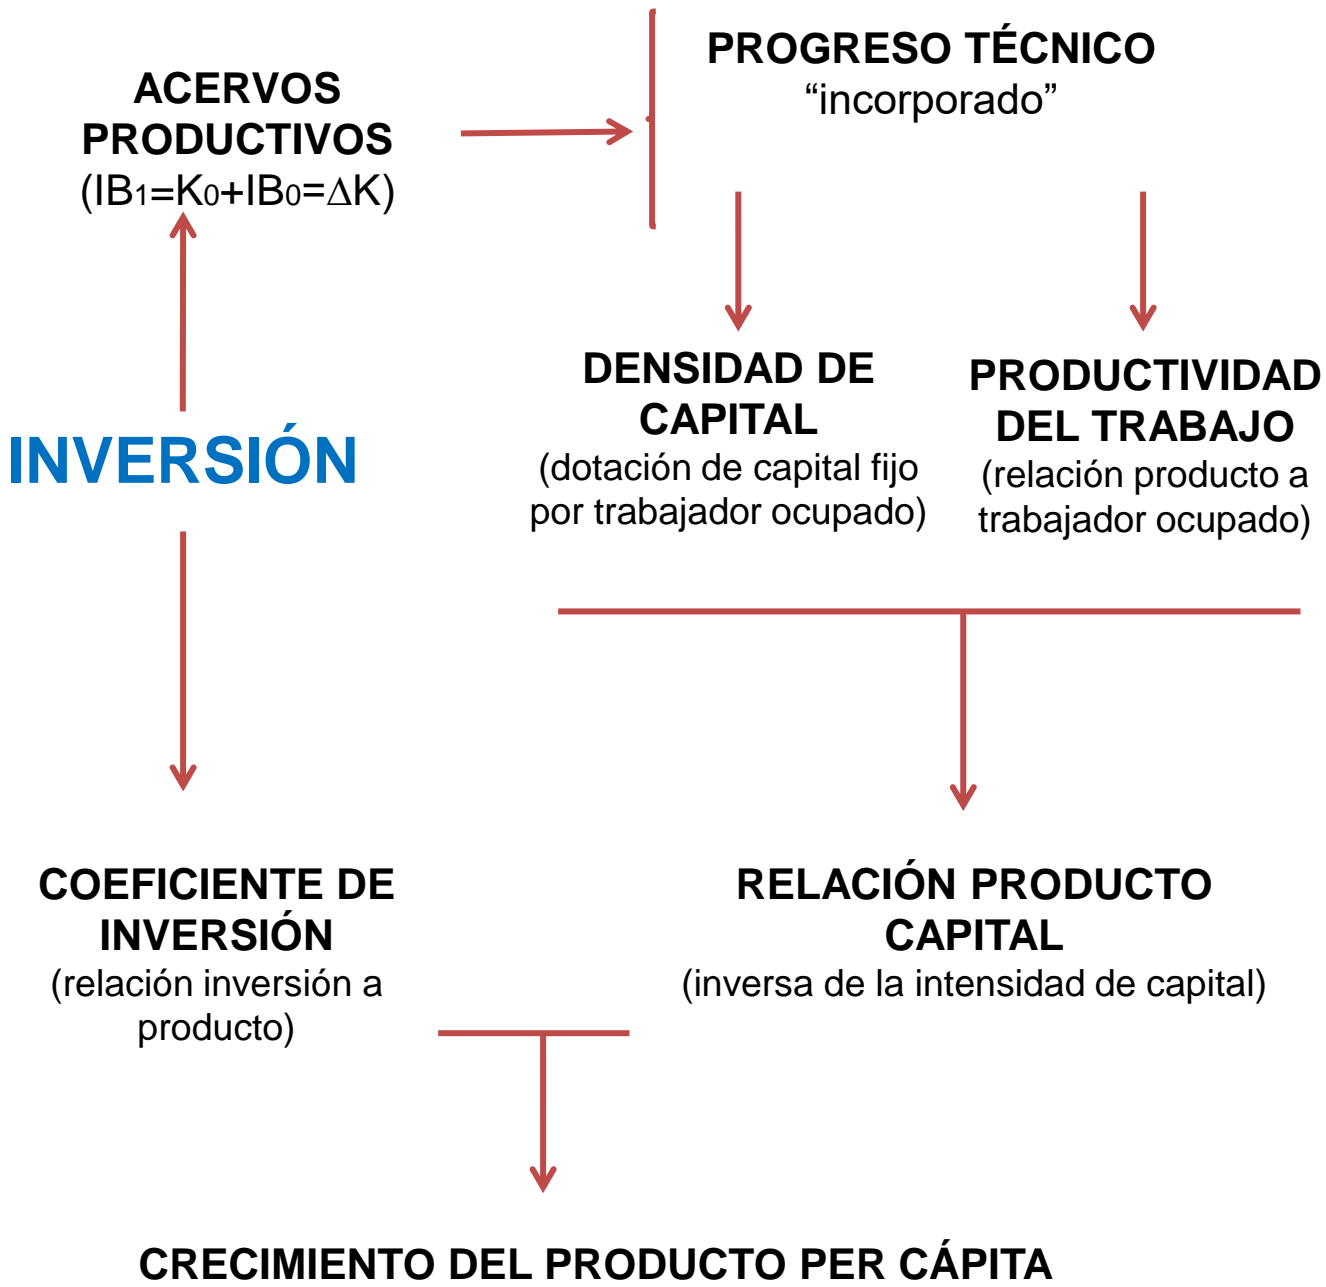 ACERVOS
PRODUCTIVOS
(IB1=K0+IB0=∆K)
PROGRESO TÉCNICO
“incorporado”
DENSIDAD DE
CAPITAL
(dotación de capital fijo
por trabajador ocupado)
PRODUCTIVIDAD
DEL TRABAJO
(relación producto a
trabajador ocupado)
INVERSIÓN
COEFICIENTE DE
INVERSIÓN
(relación inversión a
producto)
RELACIÓN PRODUCTO
CAPITAL
(inversa de la intensidad de capital)
CRECIMIENTO DEL PRODUCTO PER CÁPITA